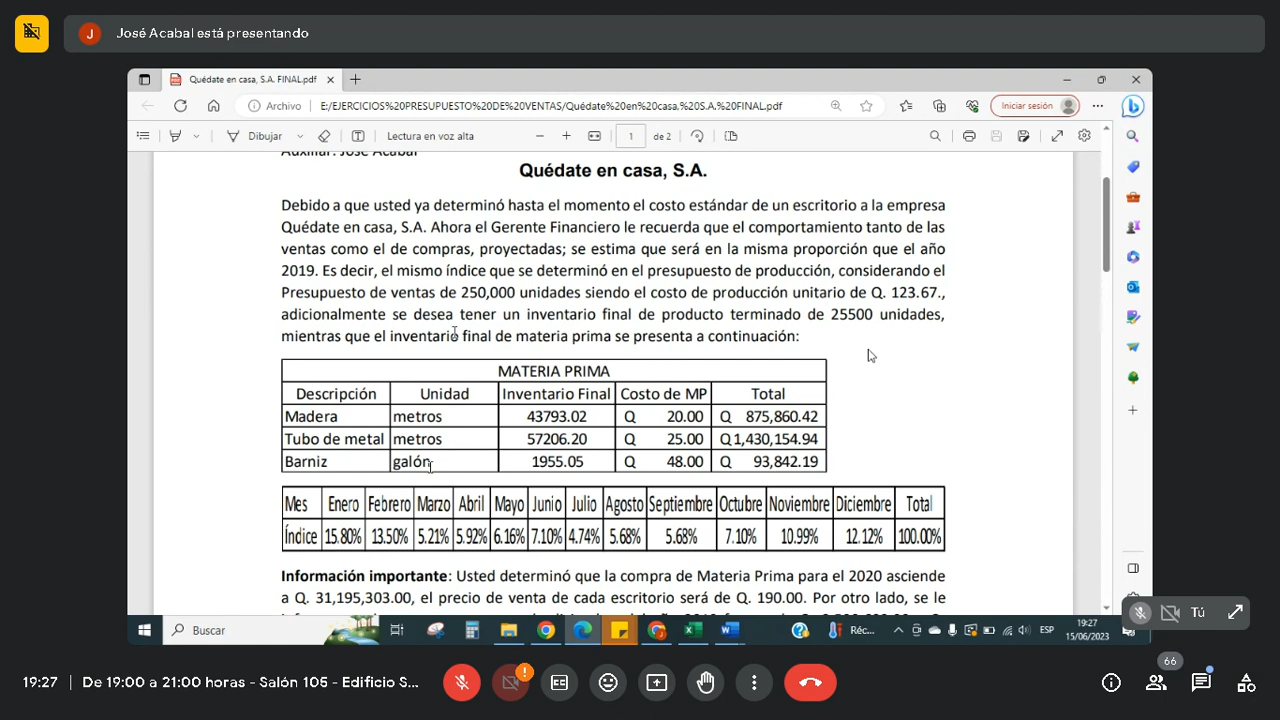 José Acabal está presentando
Quédate en casa, S.A. FINAL.pdf
Archivo
E:/EJERCICIOS%20PRESUPUESTO%20DE%20VENTAS/Quédate%20en%20casa,%20S.A.%20FINAL.pdf
Iniciar sesión
Dibujar
Lectura en voz alta
1 de 2
Auxiliar: José Acabal
Quédate en casa, S.A.
Debido a que usted ya determinó hasta el momento el costo estándar de un escritorio a la empresa
Quédate en casa, S.A. Ahora el Gerente Financiero le recuerda que el comportamiento tanto de las
ventas como el de compras, proyectadas; se estima que será en la misma proporción que el año
2019. Es decir, el mismo índice que se determinó en el presupuesto de producción, considerando el
Presupuesto de ventas de 250,000 unidades siendo el costo de producción unitario de Q. 123.67.,
adicionalmente se desea tener un inventario final de producto terminado de 25500 unidades,
mientras que el inventario final de materia prima se presenta a continuación:
MATERIA PRIMA
Descripción Unidad Inventario Final Costo de MP Total
Madera metros 43793.02 Q 20.00 Q 875,860.42
Tubo de metal metros 57206.20 Q 25.00 Q 1,430,154.94
Barniz galón 1955.05 Q 48.00 Q 93,842.19
Mes Enero Febrero Marzo Abril Mayo Junio Julio Agosto Septiembre Octubre Noviembre Diciembre Total
Índice 15.80% 13.50% 5.21% 5.92% 6.16% 7.10% 4.74% 5.68% 5.68% 7.10% 10.99% 12.12% 100.00%
Información importante: Usted determinó que la compra de Materia Prima para el 2020 asciende
a Q. 31,195,303.00, el precio de venta de cada escritorio será de Q. 190.00. Por otro lado, se le
Buscar
Réc...
ESP
19:27
15/06/2023
Tú
19:27 | De 19:00 a 21:00 horas - Salón 105 - Edificio S...
66